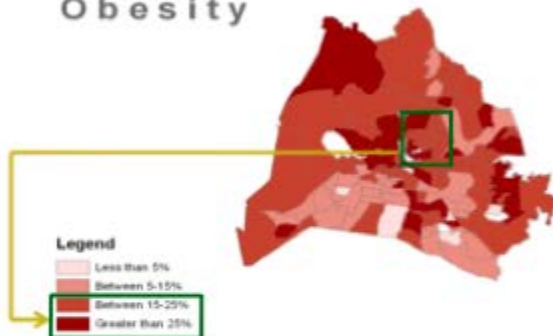 Obesity
Legend
Less than 5%
Between 5-15%
Between 15-25%
Greater than 25%